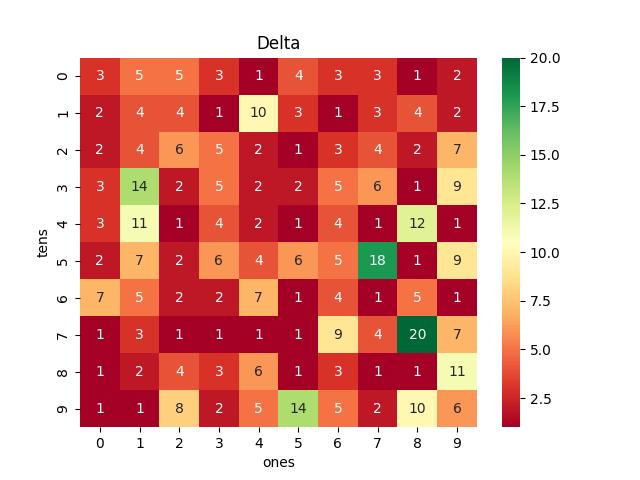 Delta
0 3 5 5 3 1 4 3 3 1 2
1 2 4 4 1 10 3 1 3 4 2
2 2 4 6 5 2 1 3 4 2 7
3 3 14 2 5 2 2 5 6 1 9
4 3 11 1 4 2 1 4 1 12 1
5 2 7 2 6 4 6 5 18 1 9
6 7 5 2 2 7 1 4 1 5 1
7 1 3 1 1 1 1 9 4 20 7
8 1 2 4 3 6 1 3 1 1 11
9 1 1 8 2 5 14 5 2 10 6
0 1 2 3 4 5 6 7 8 9
ones
tens
20.0
17.5
15.0
12.5
10.0
7.5
5.0
2.5